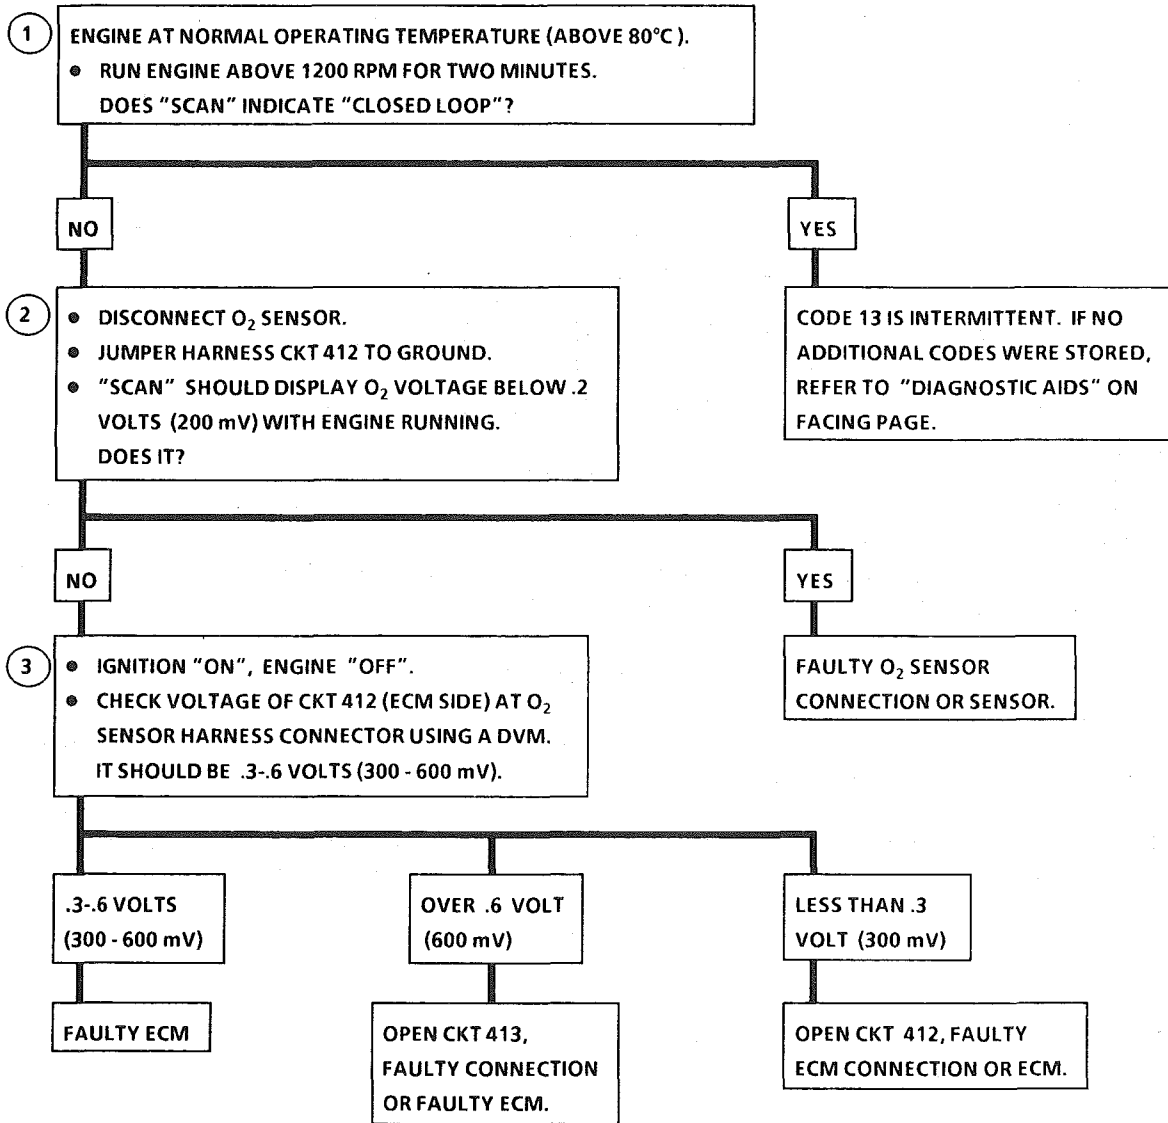 1
ENGINE AT NORMAL OPERATING TEMPERATURE (ABOVE 80°C ).
● RUN ENGINE ABOVE 1200 RPM FOR TWO MINUTES.
DOES "SCAN" INDICATE "CLOSED LOOP"?
NO
YES
2
● DISCONNECT O₂ SENSOR.
● JUMPER HARNESS CKT 412 TO GROUND.
● "SCAN" SHOULD DISPLAY O₂ VOLTAGE BELOW .2
VOLTS (200 mV) WITH ENGINE RUNNING.
DOES IT?
CODE 13 IS INTERMITTENT. IF NO
ADDITIONAL CODES WERE STORED,
REFER TO "DIAGNOSTIC AIDS" ON
FACING PAGE.
NO
YES
3
● IGNITION "ON", ENGINE "OFF".
● CHECK VOLTAGE OF CKT 412 (ECM SIDE) AT O₂
SENSOR HARNESS CONNECTOR USING A DVM.
IT SHOULD BE .3-.6 VOLTS (300 - 600 mV).
FAULTY O₂ SENSOR
CONNECTION OR SENSOR.
.3-.6 VOLTS
(300 - 600 mV)
OVER .6 VOLT
(600 mV)
LESS THAN .3
VOLT (300 mV)
FAULTY ECM
OPEN CKT 413,
FAULTY CONNECTION
OR FAULTY ECM.
OPEN CKT 412, FAULTY
ECM CONNECTION OR ECM.